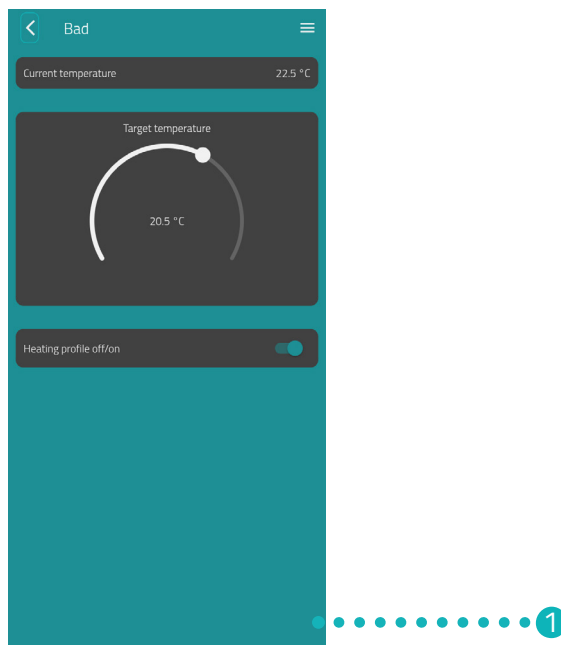 Bad
Current temperature 22.5 °C
Target temperature
20.5 °C
Heating profile off/on
1